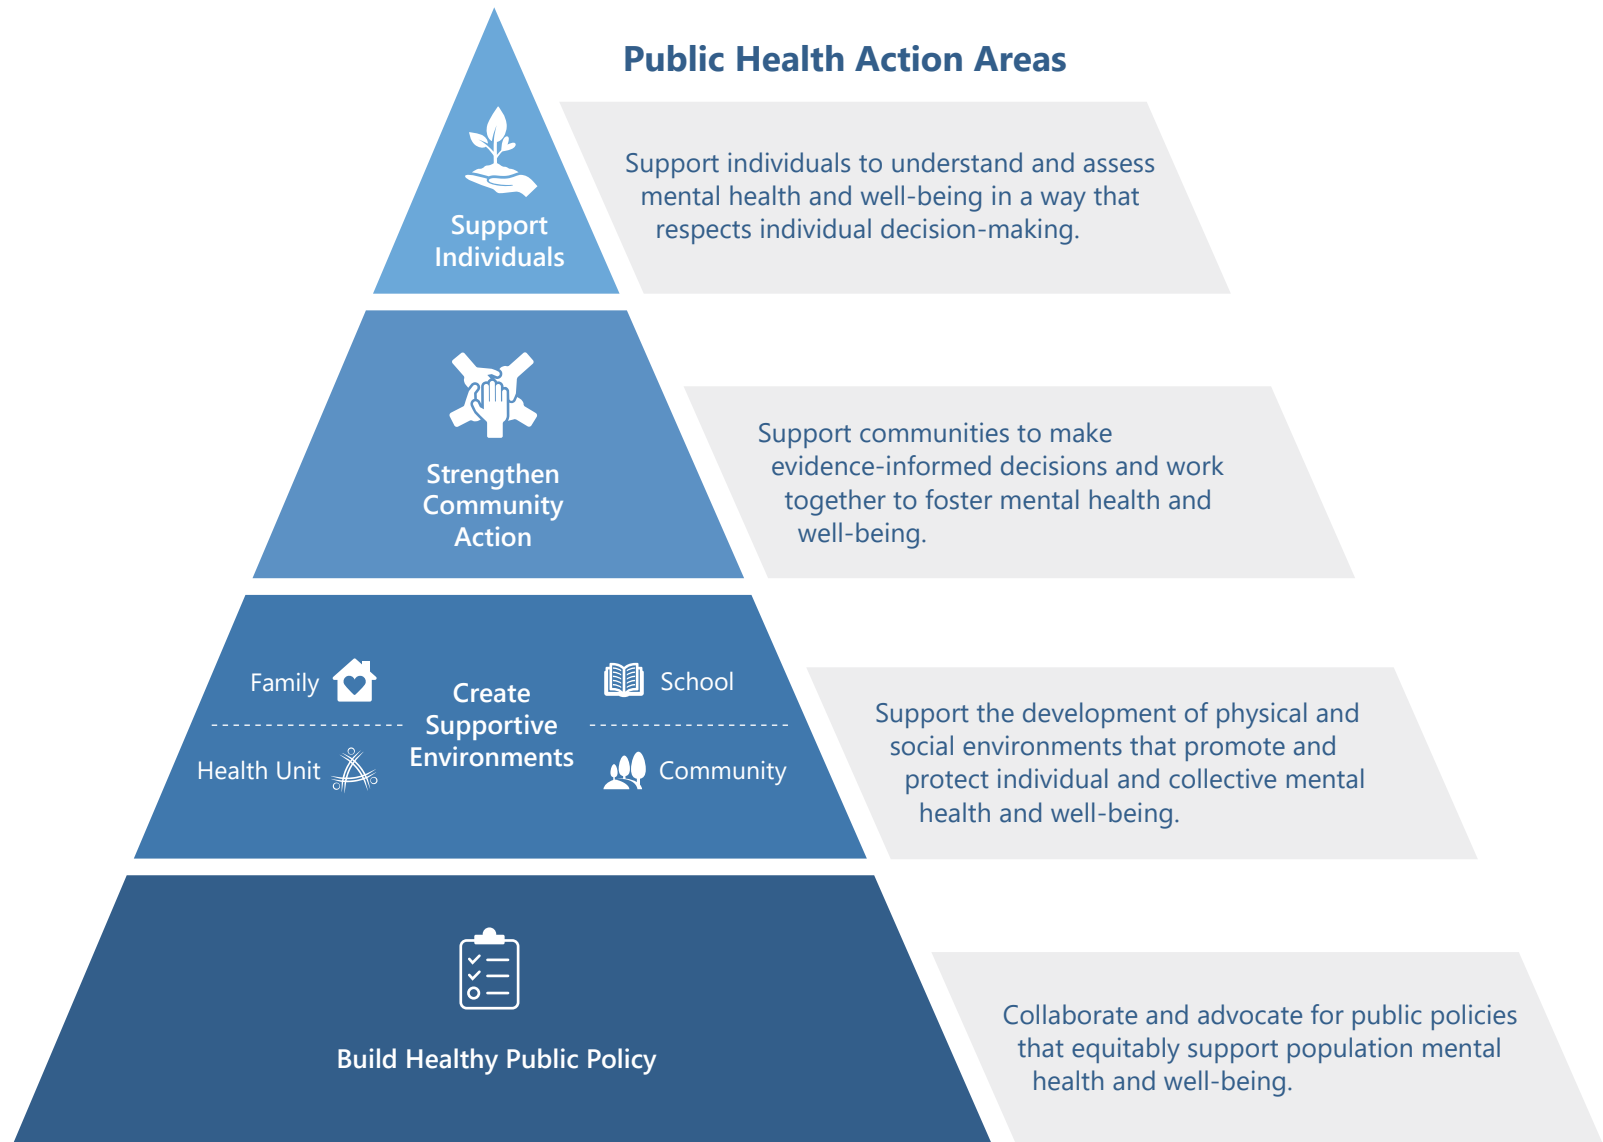 Public Health Action Areas
Support
Individuals
Support individuals to understand and assess
mental health and well-being in a way that
respects individual decision-making.
Strengthen
Community
Action
Support communities to make
evidence-informed decisions and work
together to foster mental health and
well-being.
Family
Health Unit
Create
Supportive
Environments
School
Community
Support the development of physical and
social environments that promote and
protect individual and collective mental
health and well-being.
Build Healthy Public Policy
Collaborate and advocate for public policies
that equitably support population mental
health and well-being.